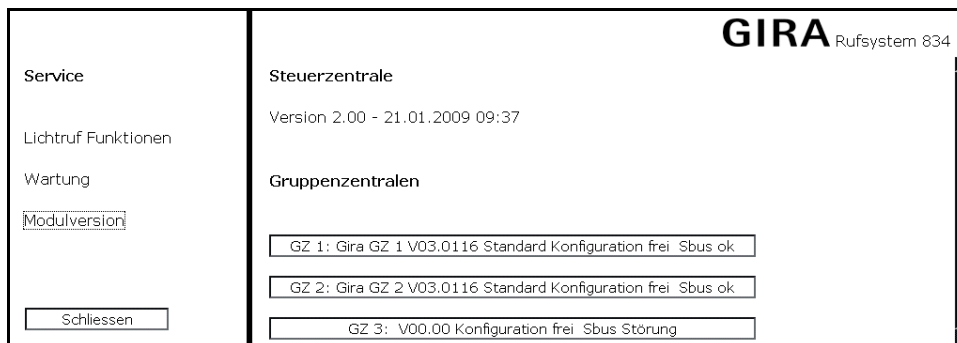 GIRA Rufsystem 834
Service
Lichtruf Funktionen
Wartung
Modulversion
Schliessen
Steuerzentrale
Version 2.00 - 21.01.2009 09:37
Gruppenzentralen
GZ 1: Gira GZ 1 V03.0116 Standard Konfiguration frei Sbus ok
GZ 2: Gira GZ 2 V03.0116 Standard Konfiguration frei Sbus ok
GZ 3: V00.00 Konfiguration frei Sbus Störung